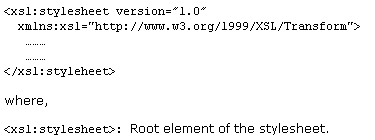 <xsl:stylesheet version="1.0"
xmlns:xsl="http://www.w3.org/1999/XSL/Transform">
………
………
</xsl:styleheet>
where,
<xsl:stylesheet>: Root element of the stylesheet.